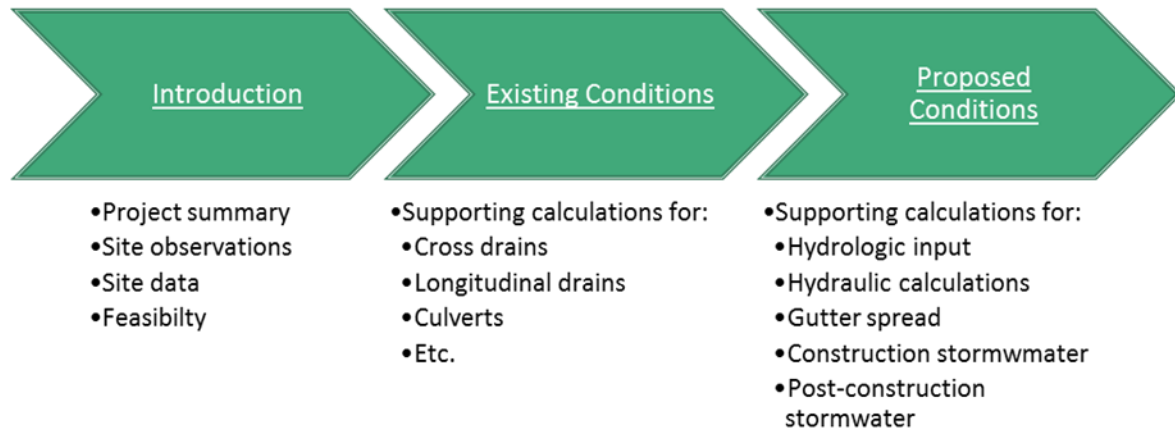 Introduction
•Project summary
•Site observations
•Site data
•Feasibilty
Existing Conditions
•Supporting calculations for:
•Cross drains
•Longitudinal drains
•Culverts
•Etc.
Proposed
Conditions
•Supporting calculations for:
•Hydrologic input
•Hydraulic calculations
•Gutter spread
•Construction stormwmater
•Post-construction
stormwater